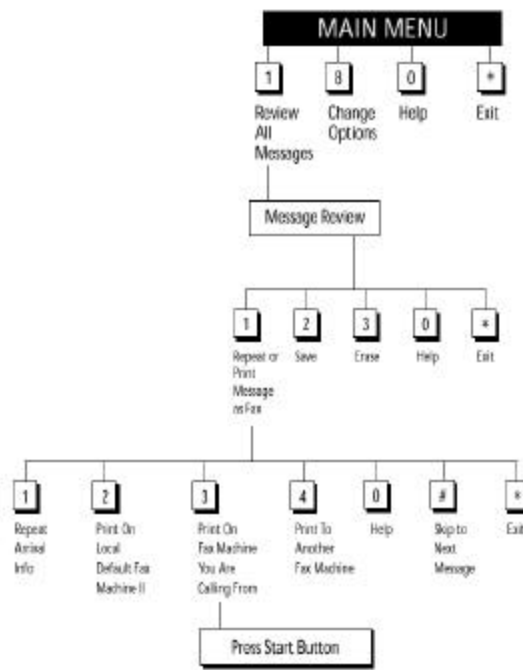 MAIN MENU
1
8
0
*
Review
All
Messages
Change
Options
Help
Exit
Message Review
1
2
3
0
*
Repeat or
Print
Message
as Fax
Save
Erase
Help
Exit
1
2
3
4
0
#
*
Repeat
Arrival
Info
Print On
Local
Default Fax
Machine II
Print On
Fax Machine
You Are
Calling From
Print To
Another
Fax Machine
Help
Skip to
Next
Message
Exit
Press Start Button